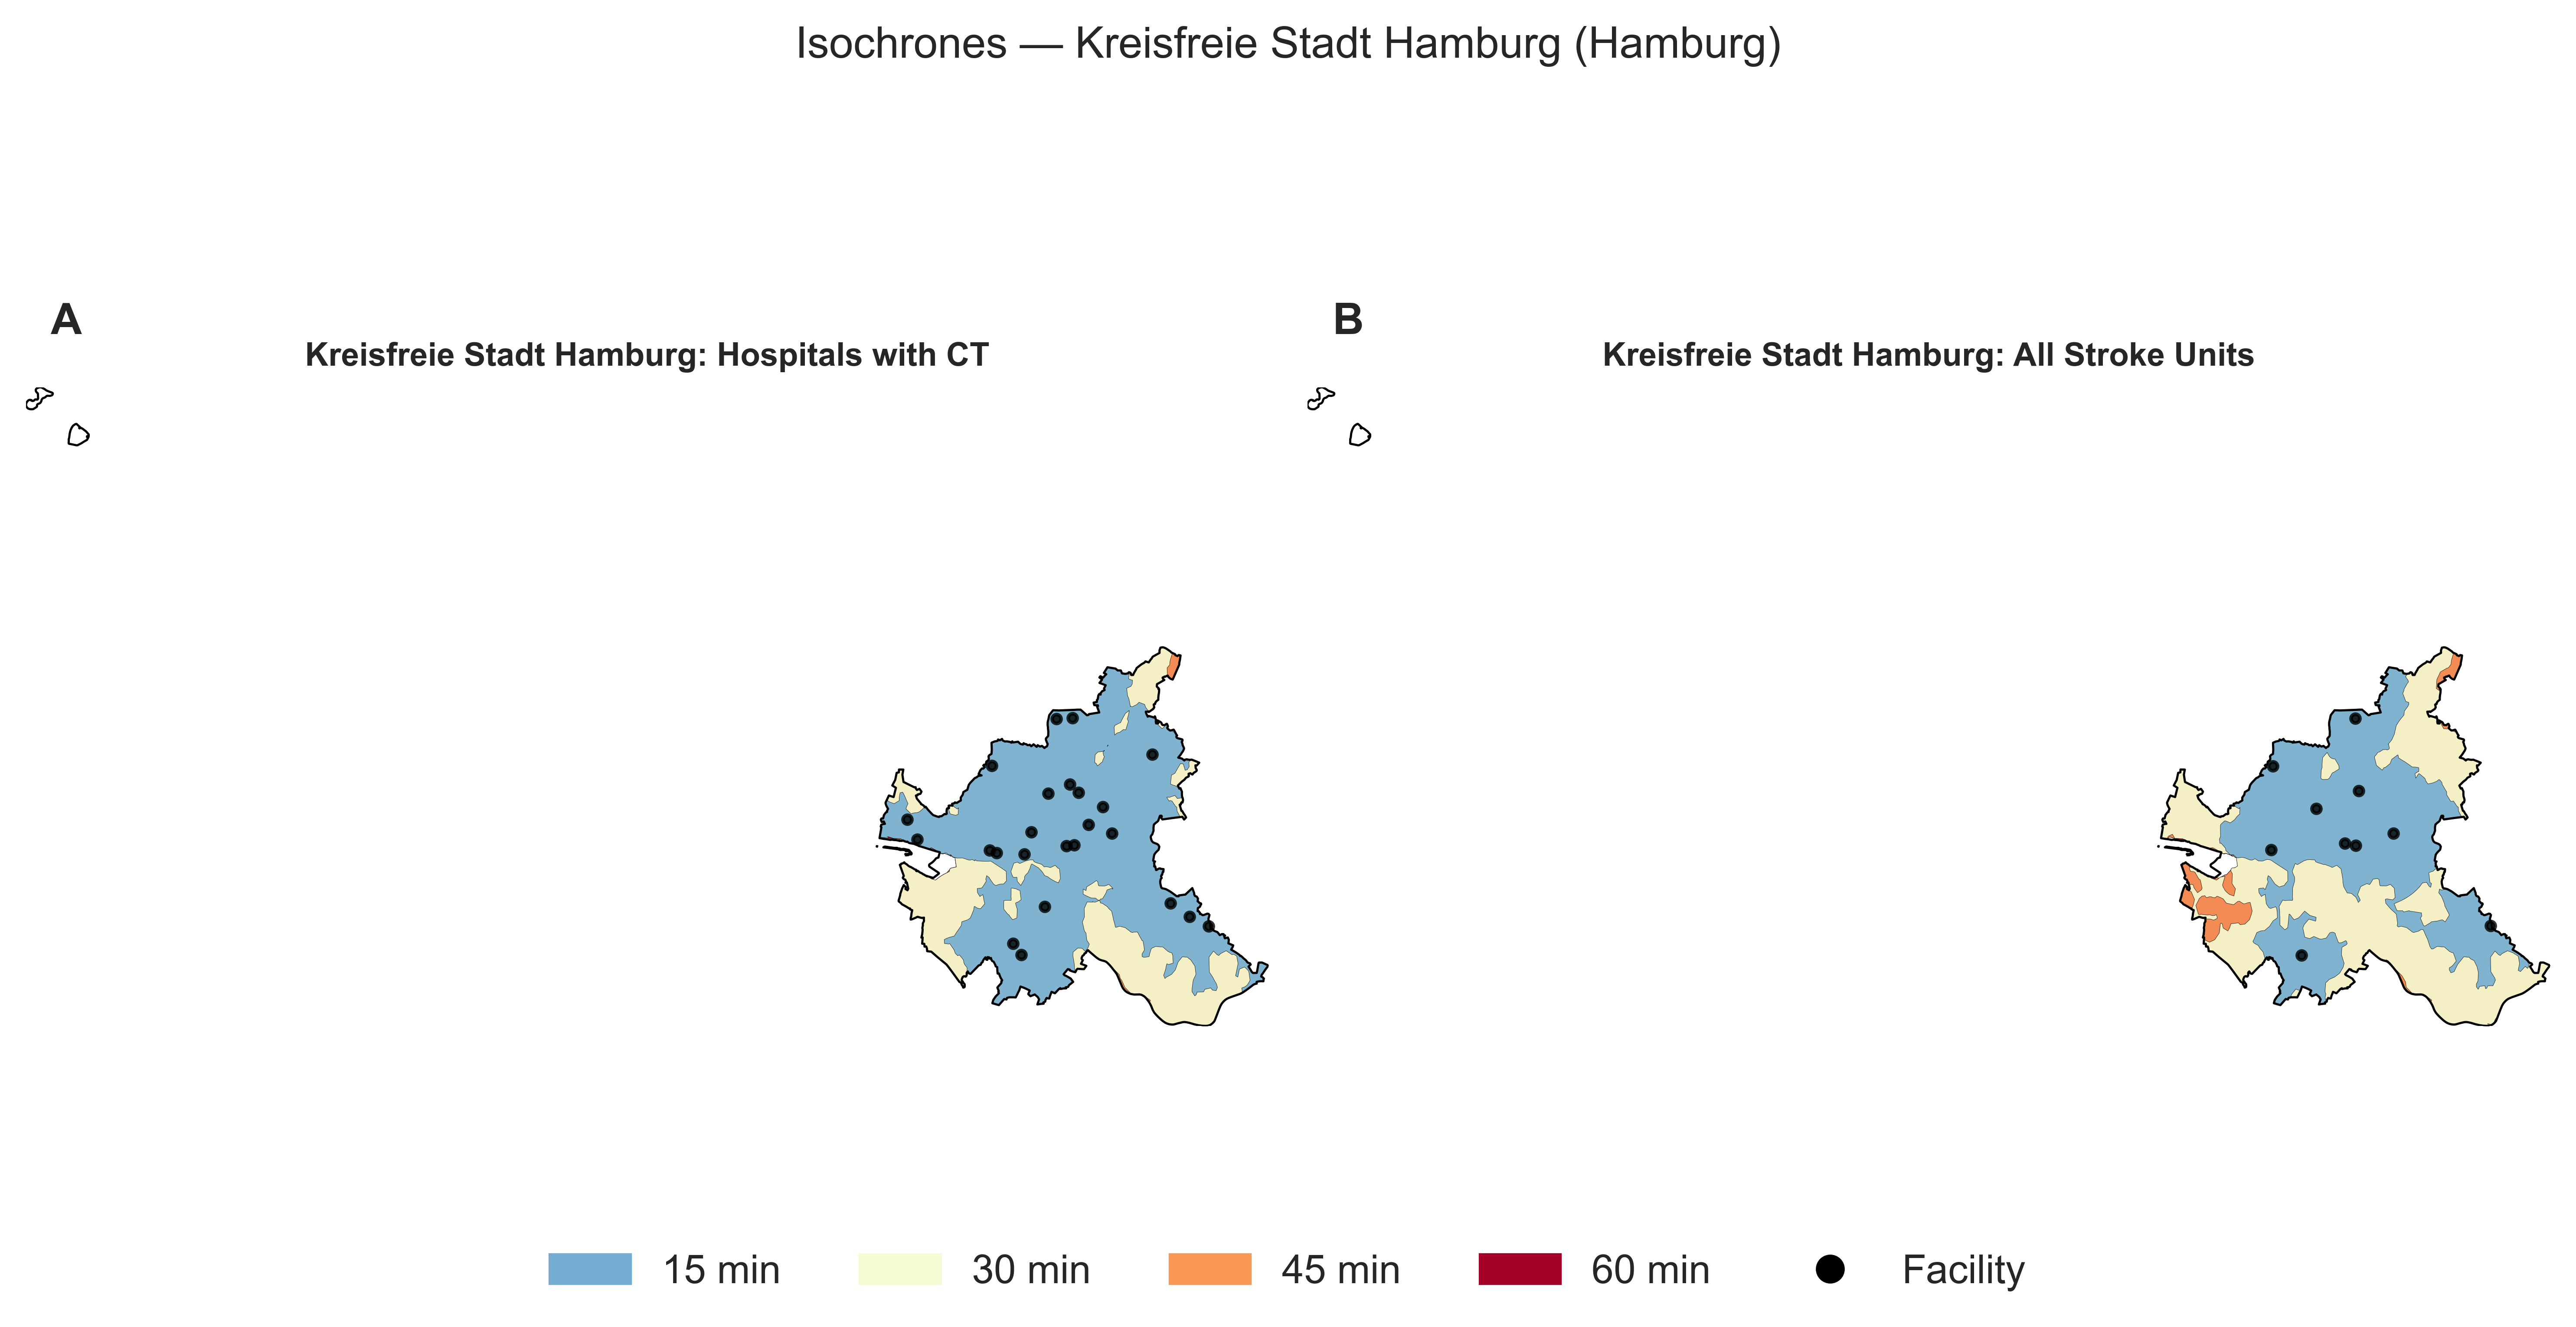 Isochrones — Kreisfreie Stadt Hamburg (Hamburg)
A
Kreisfreie Stadt Hamburg: Hospitals with CT
B
Kreisfreie Stadt Hamburg: All Stroke Units
15 min
30 min
45 min
60 min
Facility